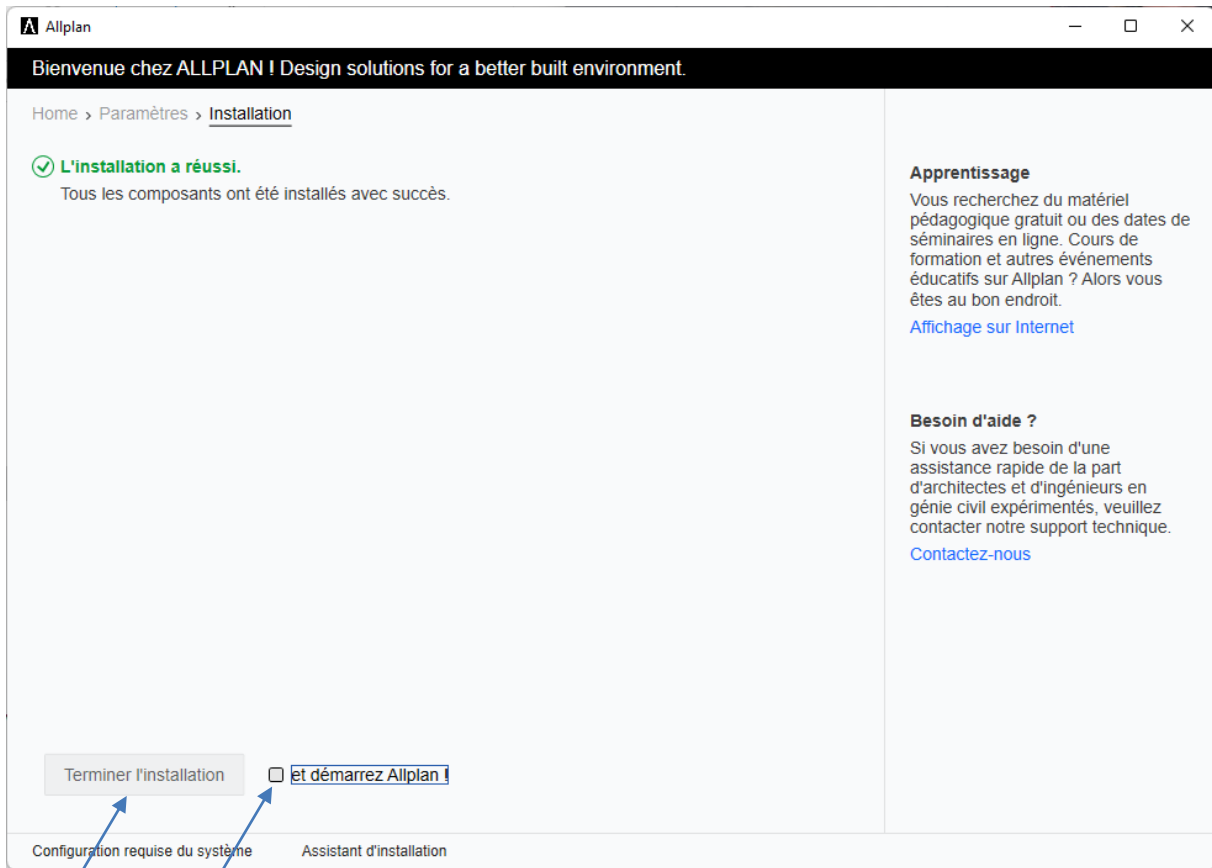 Allplan
Bienvenue chez ALLPLAN ! Design solutions for a better built environment.
Home › Paramètres › Installation
L'installation a réussi.
Tous les composants ont été installés avec succès.
Apprentissage
Vous recherchez du matériel
pédagogique gratuit ou des dates de
séminaires en ligne. Cours de
formation et autres événements
éducatifs sur Allplan ? Alors vous
êtes au bon endroit.
Affichage sur Internet
Besoin d'aide ?
Si vous avez besoin d'une
assistance rapide de la part
d'architectes et d'ingénieurs en
génie civil expérimentés, veuillez
contacter notre support technique.
Contactez-nous
Terminer l'installation
et démarrez Allplan !
Configuration requise du système
Assistant d'installation